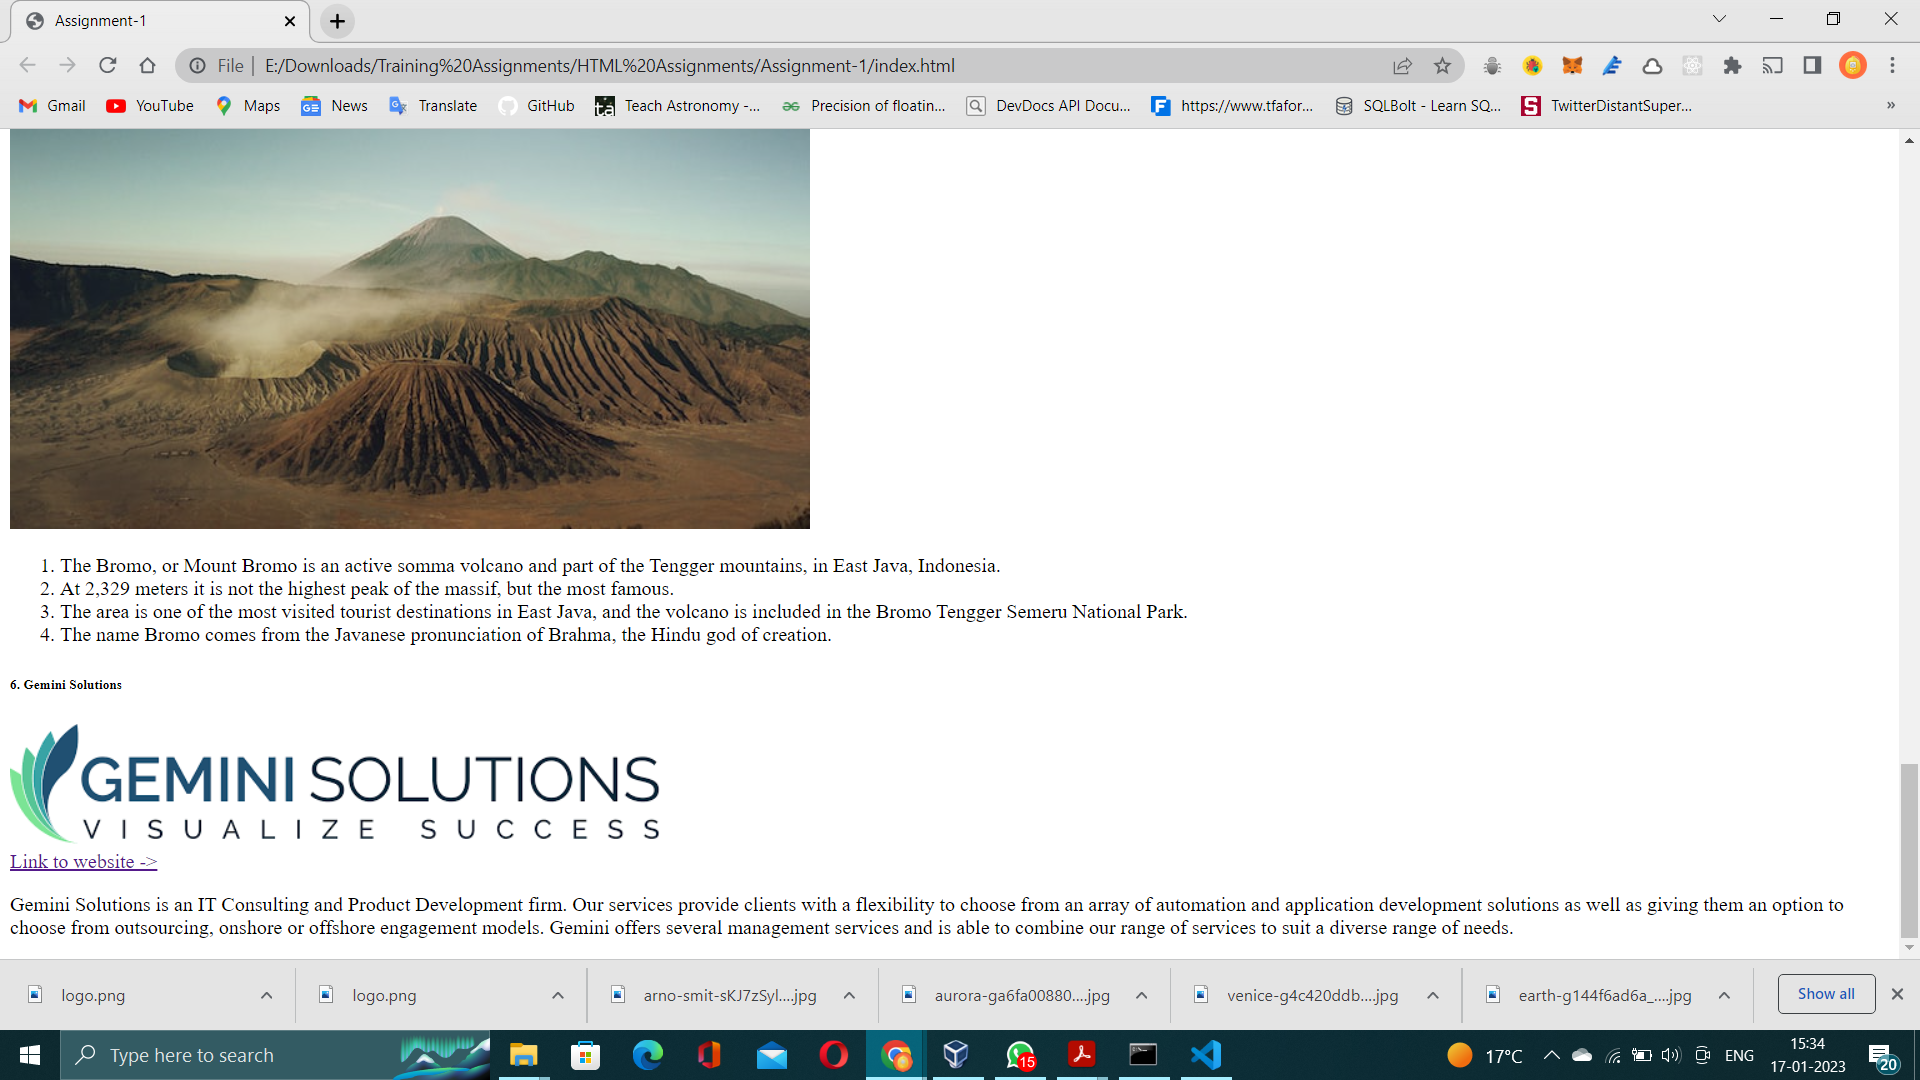 Assignment-1
File
E:/Downloads/Training%20Assignments/HTML%20Assignments/Assignment-1/index.html
Gmail
YouTube
Maps
News
Translate
GitHub
Teach Astronomy -...
Precision of floatin...
DevDocs API Docu...
https://www.tfafor...
SQLBolt - Learn SQ...
TwitterDistantSuper...
»
1. The Bromo, or Mount Bromo is an active somma volcano and part of the Tengger mountains, in East Java, Indonesia.
2. At 2,329 meters it is not the highest peak of the massif, but the most famous.
3. The area is one of the most visited tourist destinations in East Java, and the volcano is included in the Bromo Tengger Semeru National Park.
4. The name Bromo comes from the Javanese pronunciation of Brahma, the Hindu god of creation.
6. Gemini Solutions
GEMINI SOLUTIONS
VISUALIZE SUCCESS
Link to website ->
Gemini Solutions is an IT Consulting and Product Development firm. Our services provide clients with a flexibility to choose from an array of automation and application development solutions as well as giving them an option to
choose from outsourcing, onshore or offshore engagement models. Gemini offers several management services and is able to combine our range of services to suit a diverse range of needs.
logo.png
logo.png
arno-smit-sKJ7zSyl....jpg
aurora-ga6fa00880....jpg
venice-g4c420ddb....jpg
earth-g144f6ad6a_....jpg
Show all
Type here to search
15
17°C
ENG
15:34
17-01-2023
20